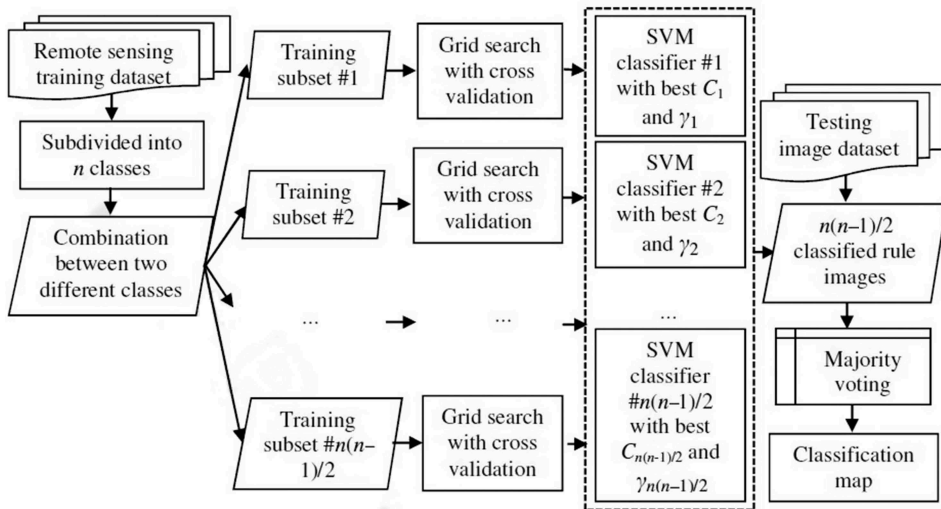 Remote sensing
training dataset
Subdivided into
n classes
Combination
between two
different classes
Training
subset #1
Grid search
with cross
validation
SVM
classifier #1
with best C₁
and γ₁
Training
subset #2
Grid search
with cross
validation
SVM
classifier #2
with best C₂
and γ₂
...
...
...
Training
subset #n(n–
1)/2
Grid search
with cross
validation
SVM
classifier
#n(n–1)/2
with best
Cₙ₍ₙ₋₁₎/₂ and
γₙ₍ₙ₋₁₎/₂
Testing
image dataset
n(n–1)/2
classified rule
images
Majority
voting
Classification
map